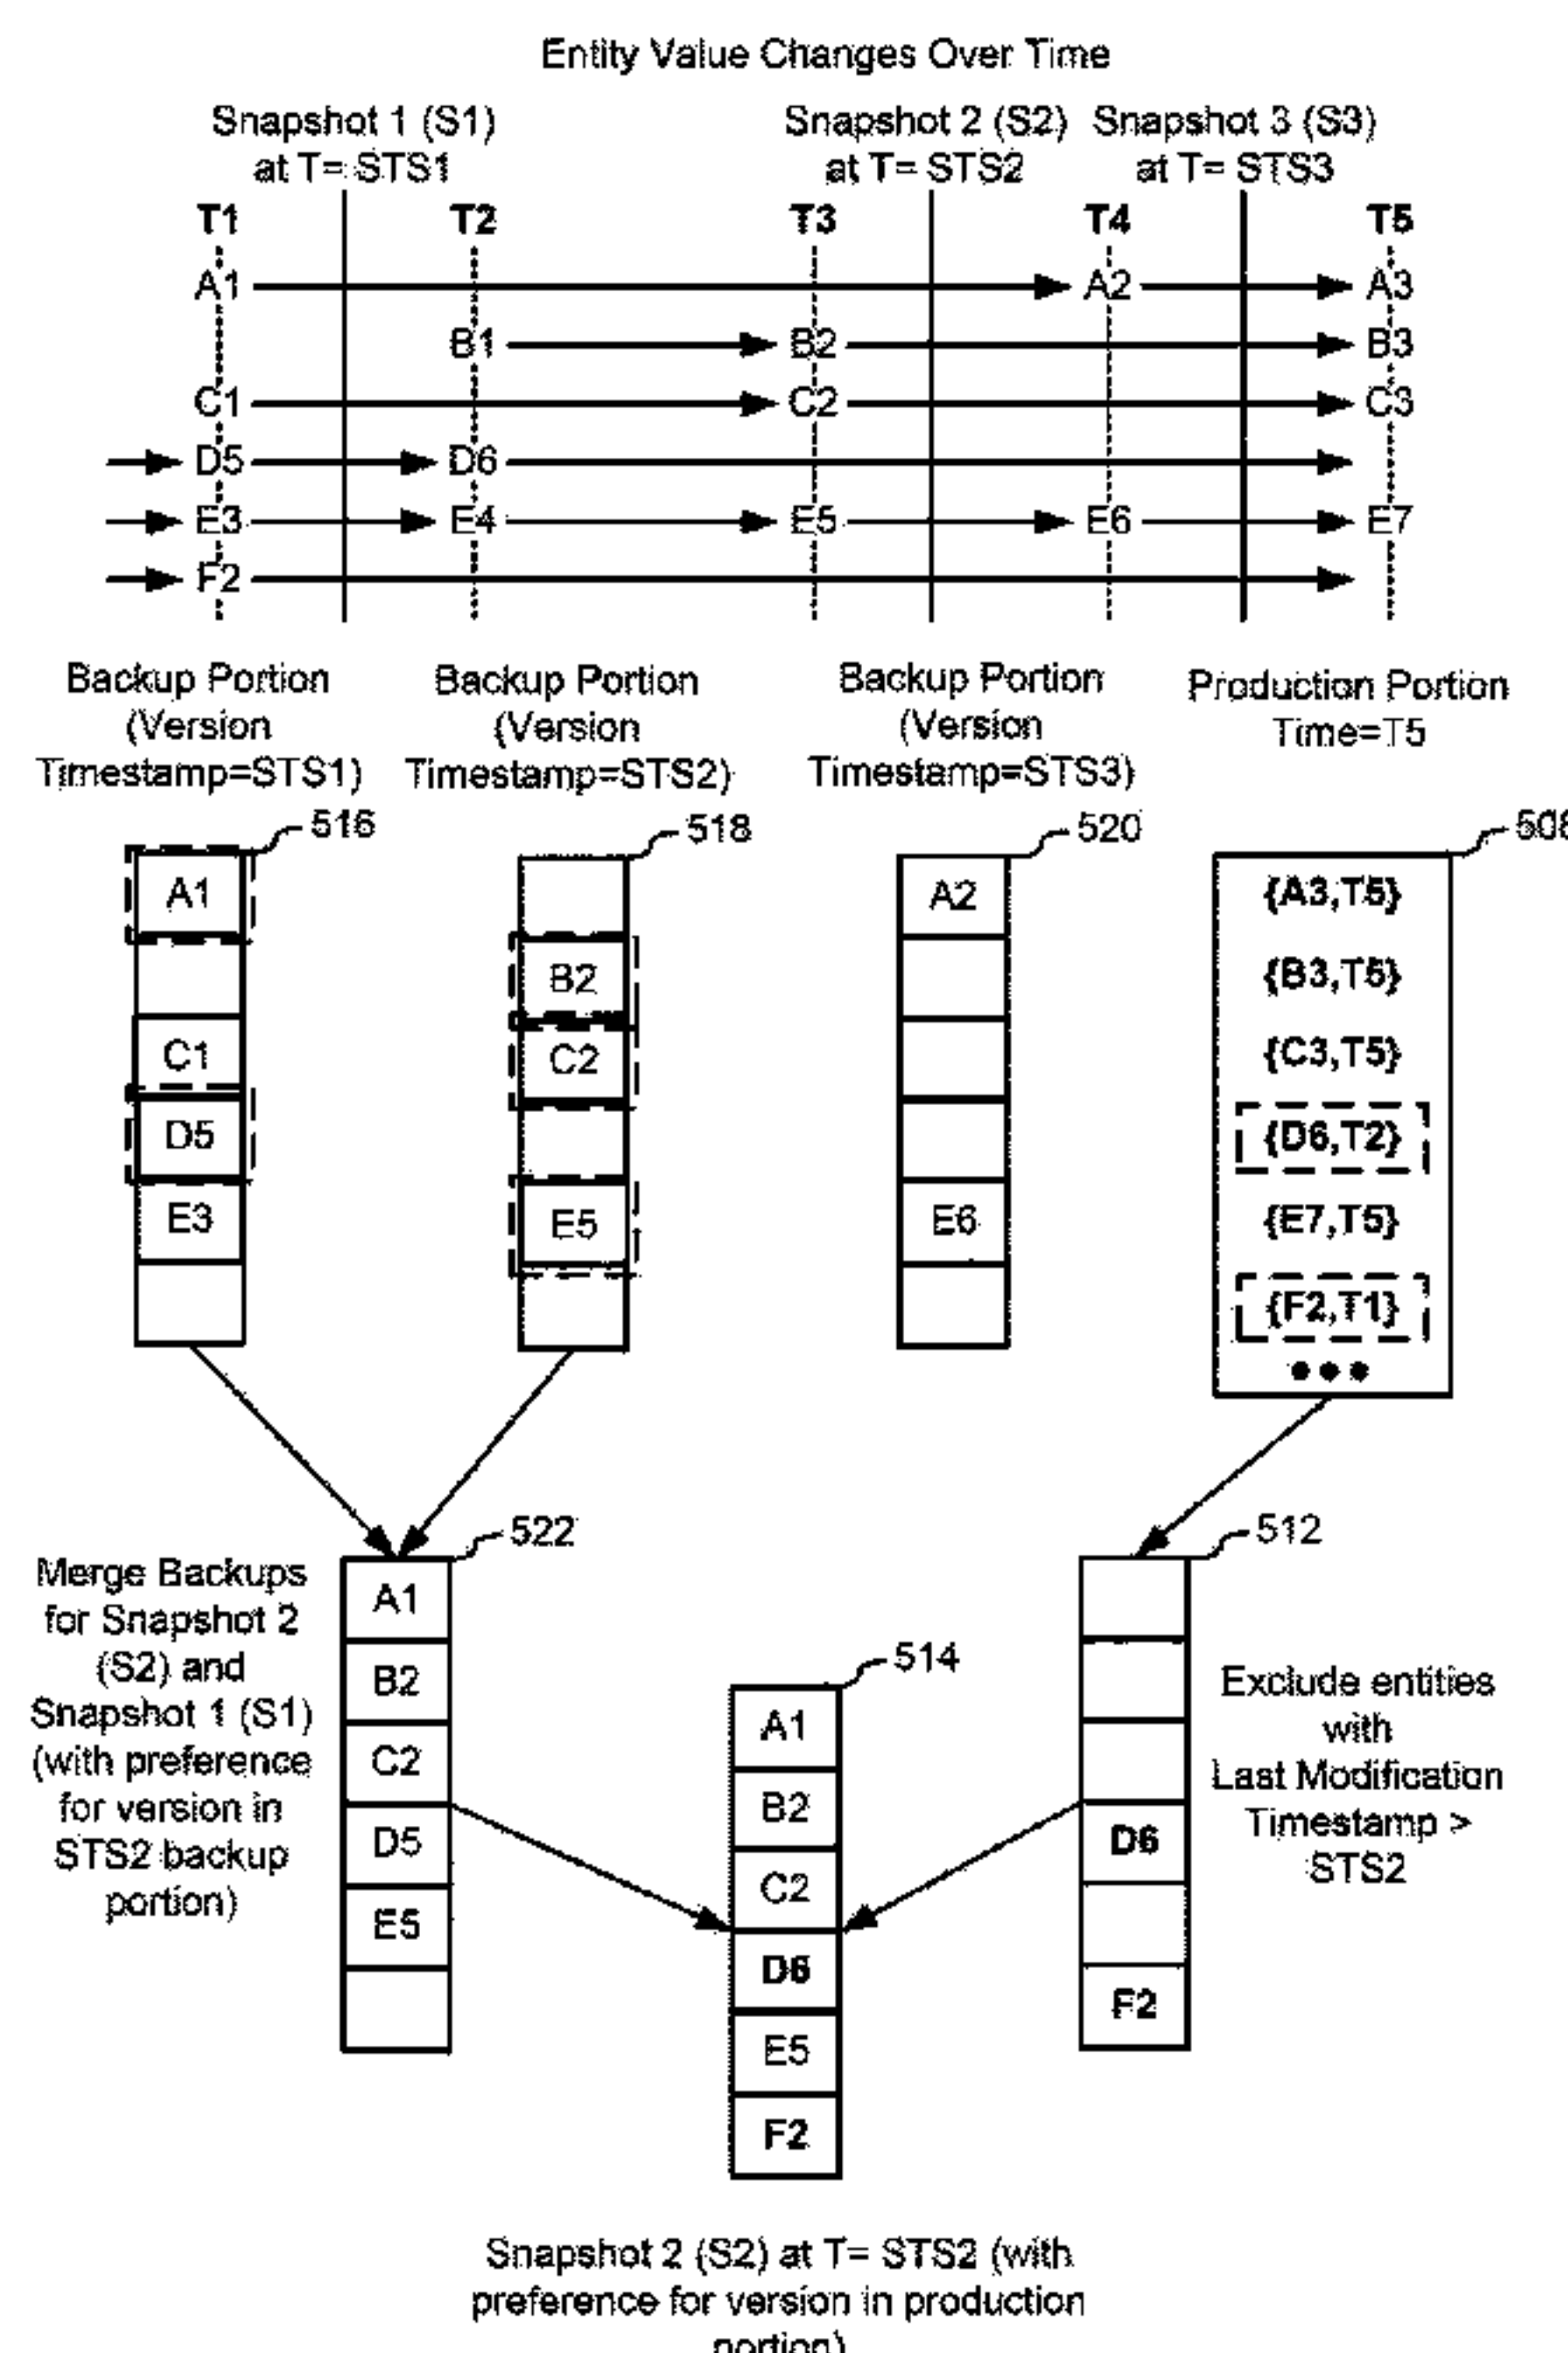 Entity Value Changes Over Time
Snapshot 1 (S1)
at T= STS1
Snapshot 2 (S2)
at T= STS2
Snapshot 3 (S3)
at T= STS3
T1 T2 T3 T4 T5
A1 A2 A3
B1 B2 B3
C1 C2 C3
D5 D6
E3 E4 E5 E6 E7
F2
Backup Portion
(Version
Timestamp=STS1)
Backup Portion
(Version
Timestamp=STS2)
Backup Portion
(Version
Timestamp=STS3)
Production Portion
Time=T5
516
A1
C1
D5
E3
518
B2
C2
E5
520
A2
E6
508
{A3,T5}
{B3,T5}
{C3,T5}
{D6,T2}
{E7,T5}
{F2,T1}
Merge Backups
for Snapshot 2
(S2) and
Snapshot 1 (S1)
(with preference
for version in
STS2 backup
portion)
522
A1
B2
C2
D5
E5
514
A1
B2
C2
D6
E5
F2
512
D6
F2
Exclude entities
with
Last Modification
Timestamp >
STS2
Snapshot 2 (S2) at T= STS2 (with
preference for version in production
portion)